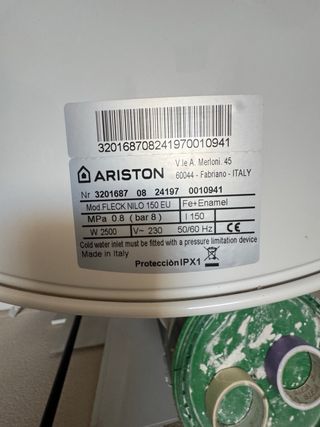 320168708241970010941
ARISTON
V.le A. Merloni. 45
60044 - Fabriano - ITALY
Nr 3201687 08 24197 0010941
Mod.FLECK NILO 150 EU Fe+Enamel
MPa 0.8 ( bar 8 ) l 150
W 2500 V~ 230 50/60 Hz
Cold water inlet must be fitted with a pressure limitation device
Made in Italy
Protección IPX1